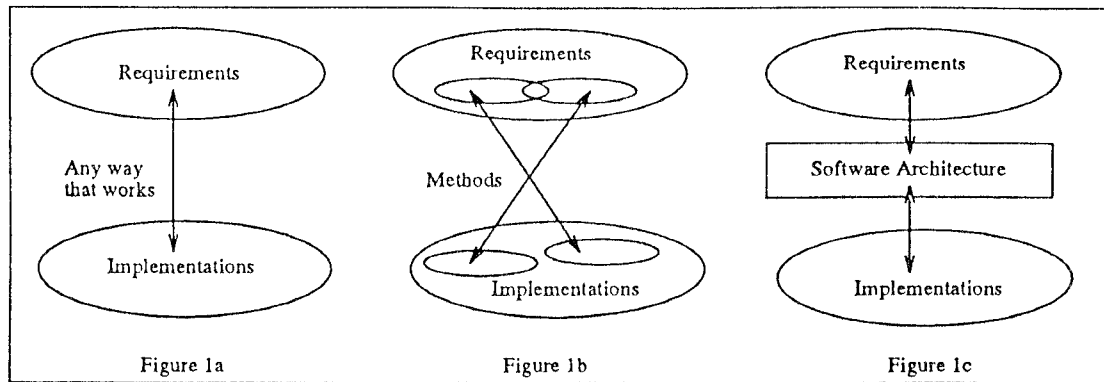 Requirements
Any way
that works
Implementations
Figure 1a
Requirements
Methods
Implementations
Figure 1b
Requirements
Software Architecture
Implementations
Figure 1c